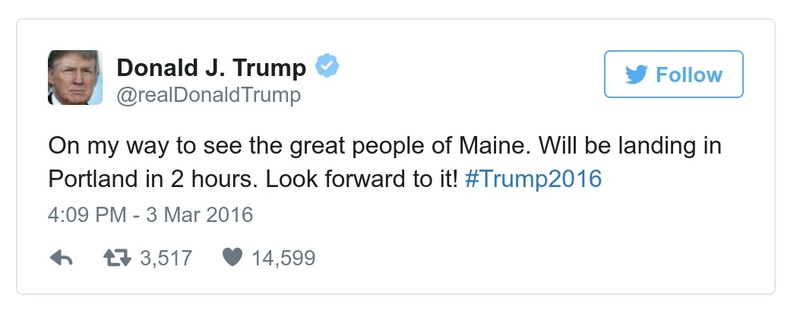 Donald J. Trump
@realDonaldTrump
Follow
On my way to see the great people of Maine. Will be landing in
Portland in 2 hours. Look forward to it! #Trump2016
4:09 PM - 3 Mar 2016
3,517 14,599